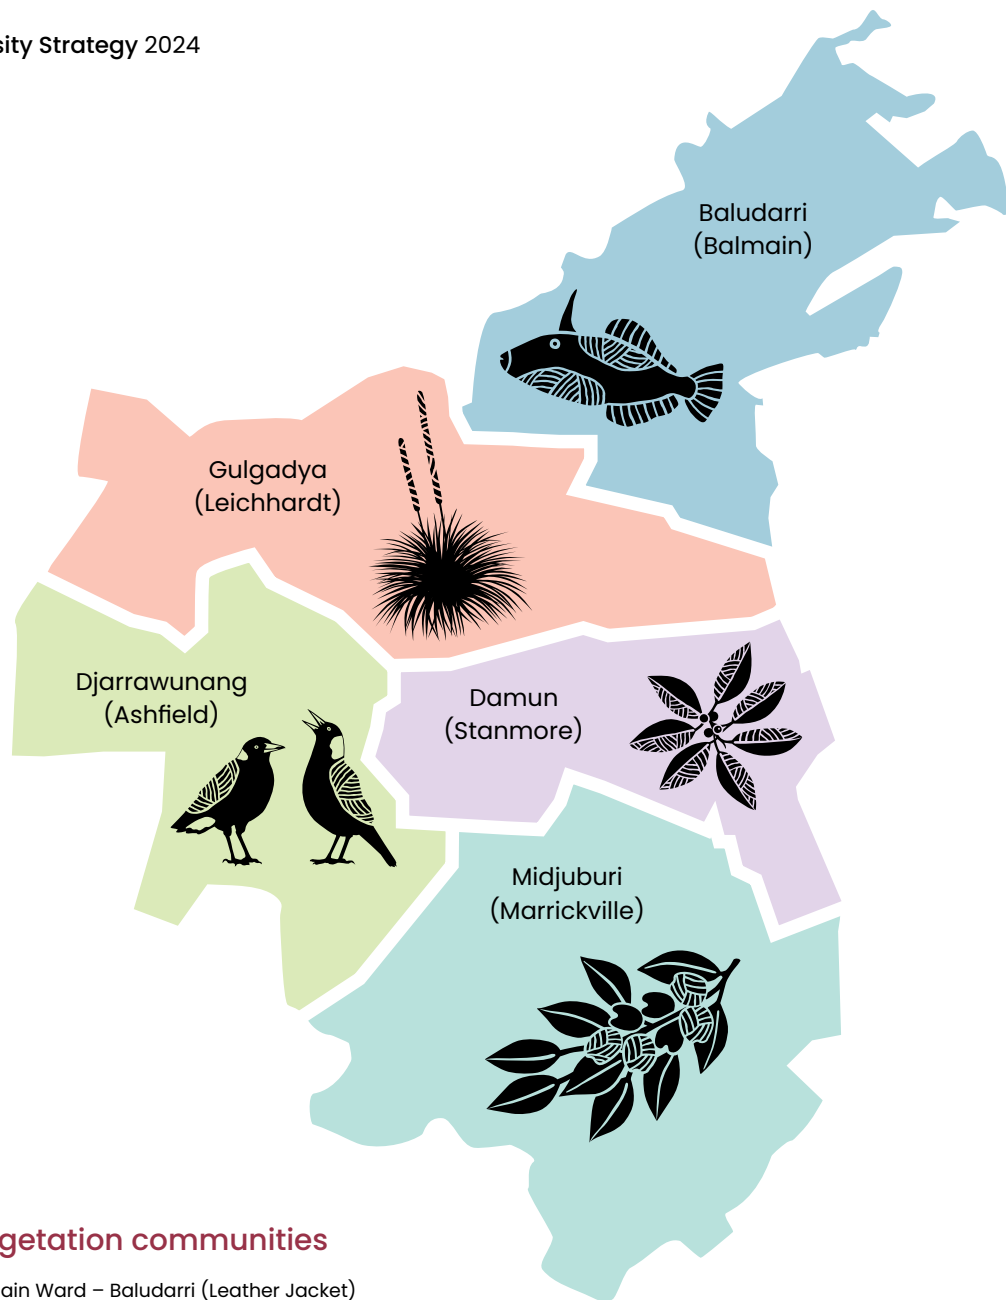 sity Strategy 2024
Baludarri
(Balmain)
Gulgadya
(Leichhardt)
Djarrawunang
(Ashfield)
Damun
(Stanmore)
Midjuburi
(Marrickville)
getation communities
ain Ward – Baludarri (Leather Jacket)